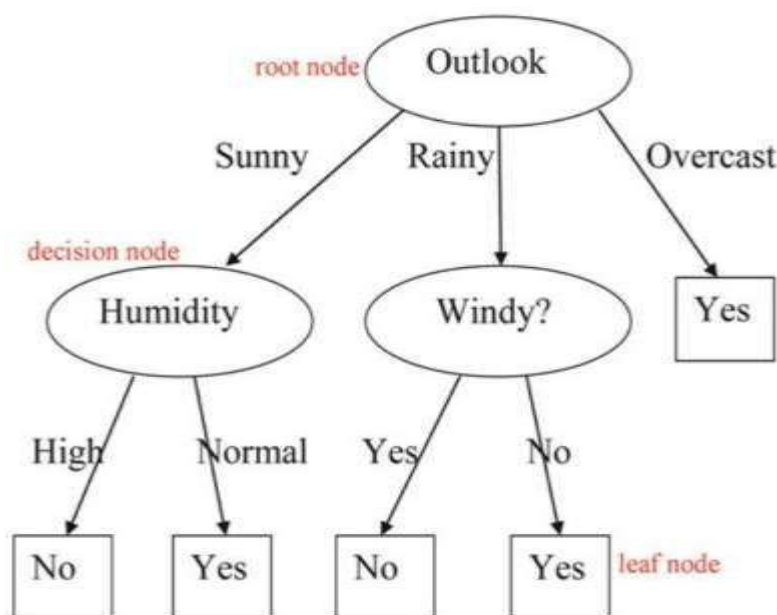 root node
Outlook
Sunny
Rainy
Overcast
decision node
Humidity
Windy?
Yes
High
Normal
Yes
No
No
Yes
No
Yes
leaf node